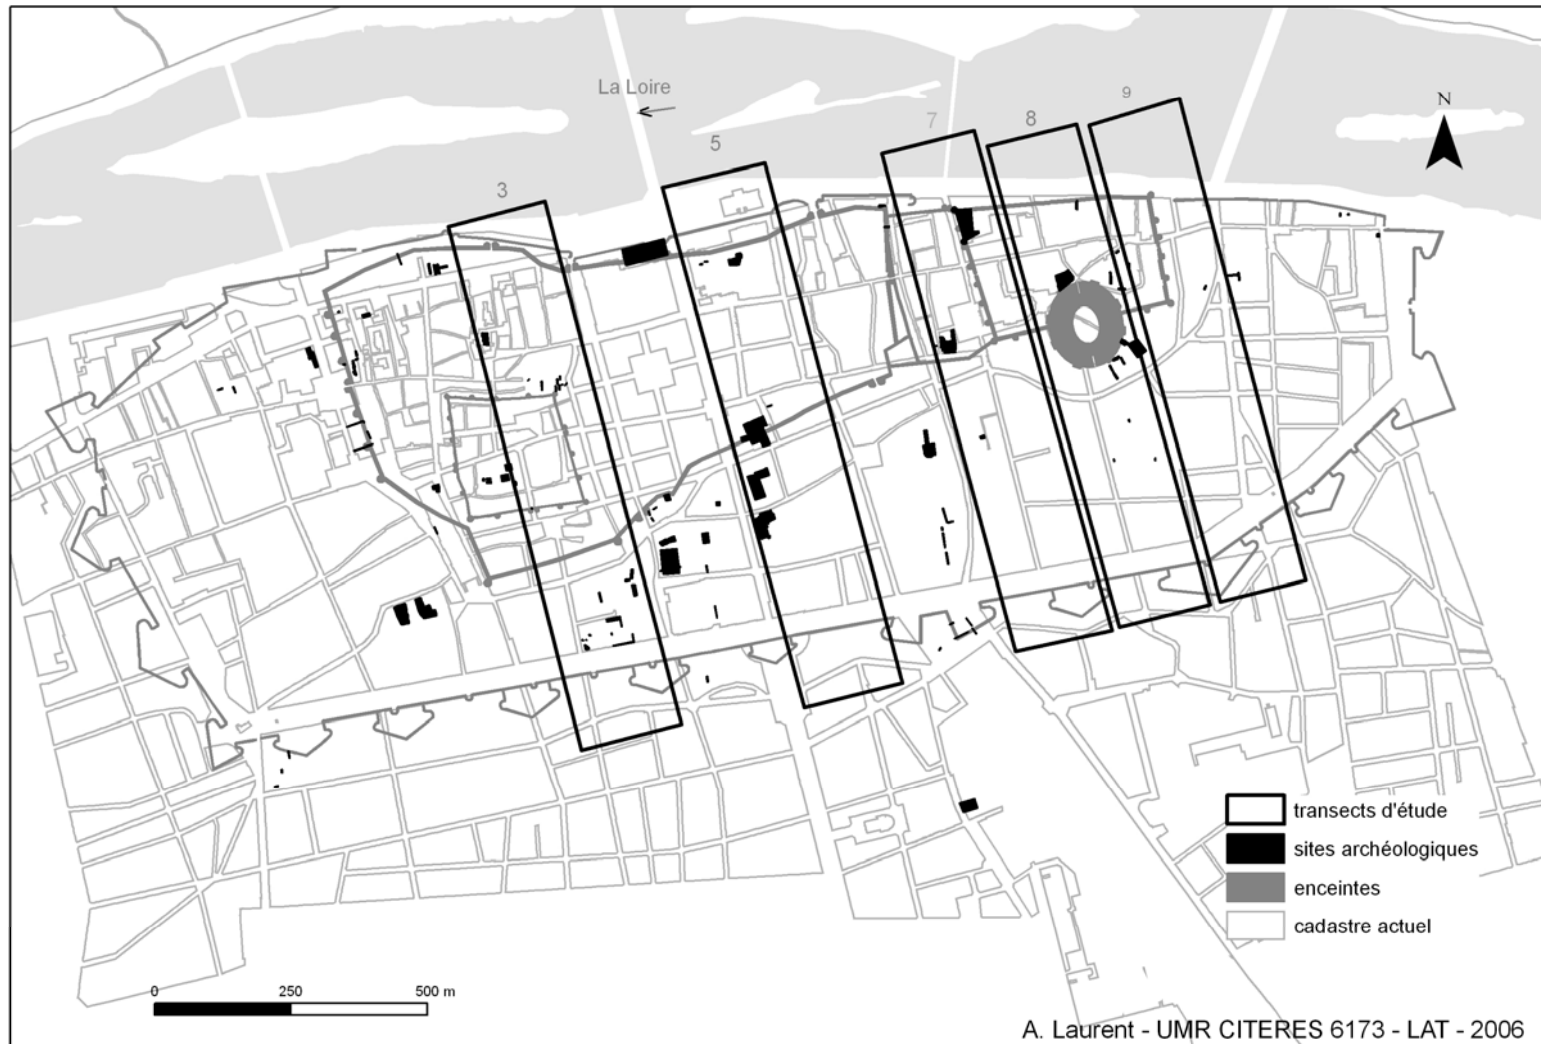 La Loire
3
5
7
8
9
N
transects d'étude
sites archéologiques
enceintes
cadastre actuel
0 250 500 m
A. Laurent - UMR CITERES 6173 - LAT - 2006